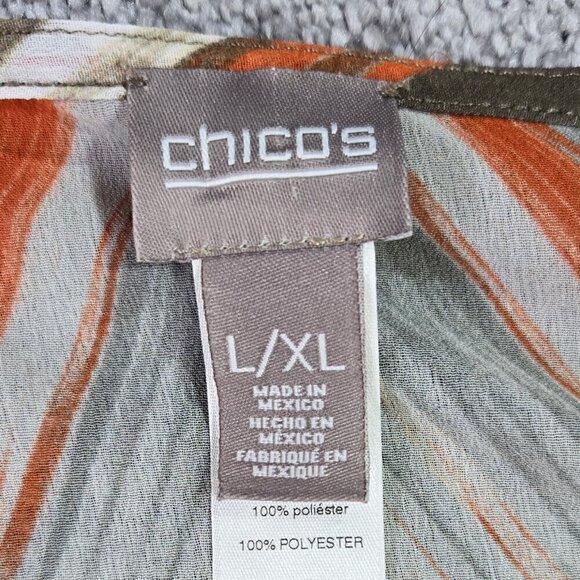 chico's
L/XL
MADE IN
MEXICO
HECHO EN
MÉXICO
FABRIQUÉ EN
MEXIQUE
100% poliéster
100% POLYESTER